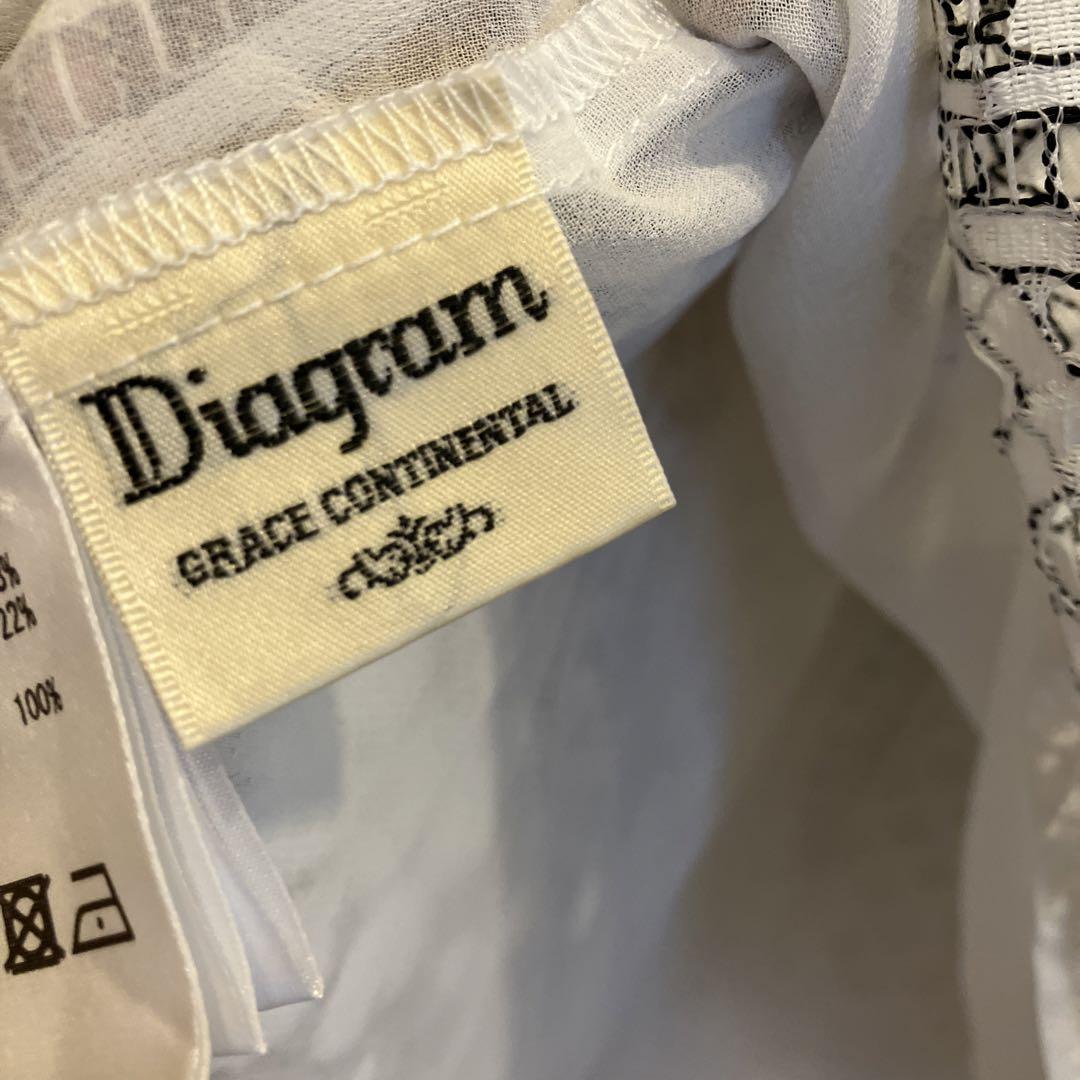 Diagram
GRACE CONTINENTAL
22%
100%